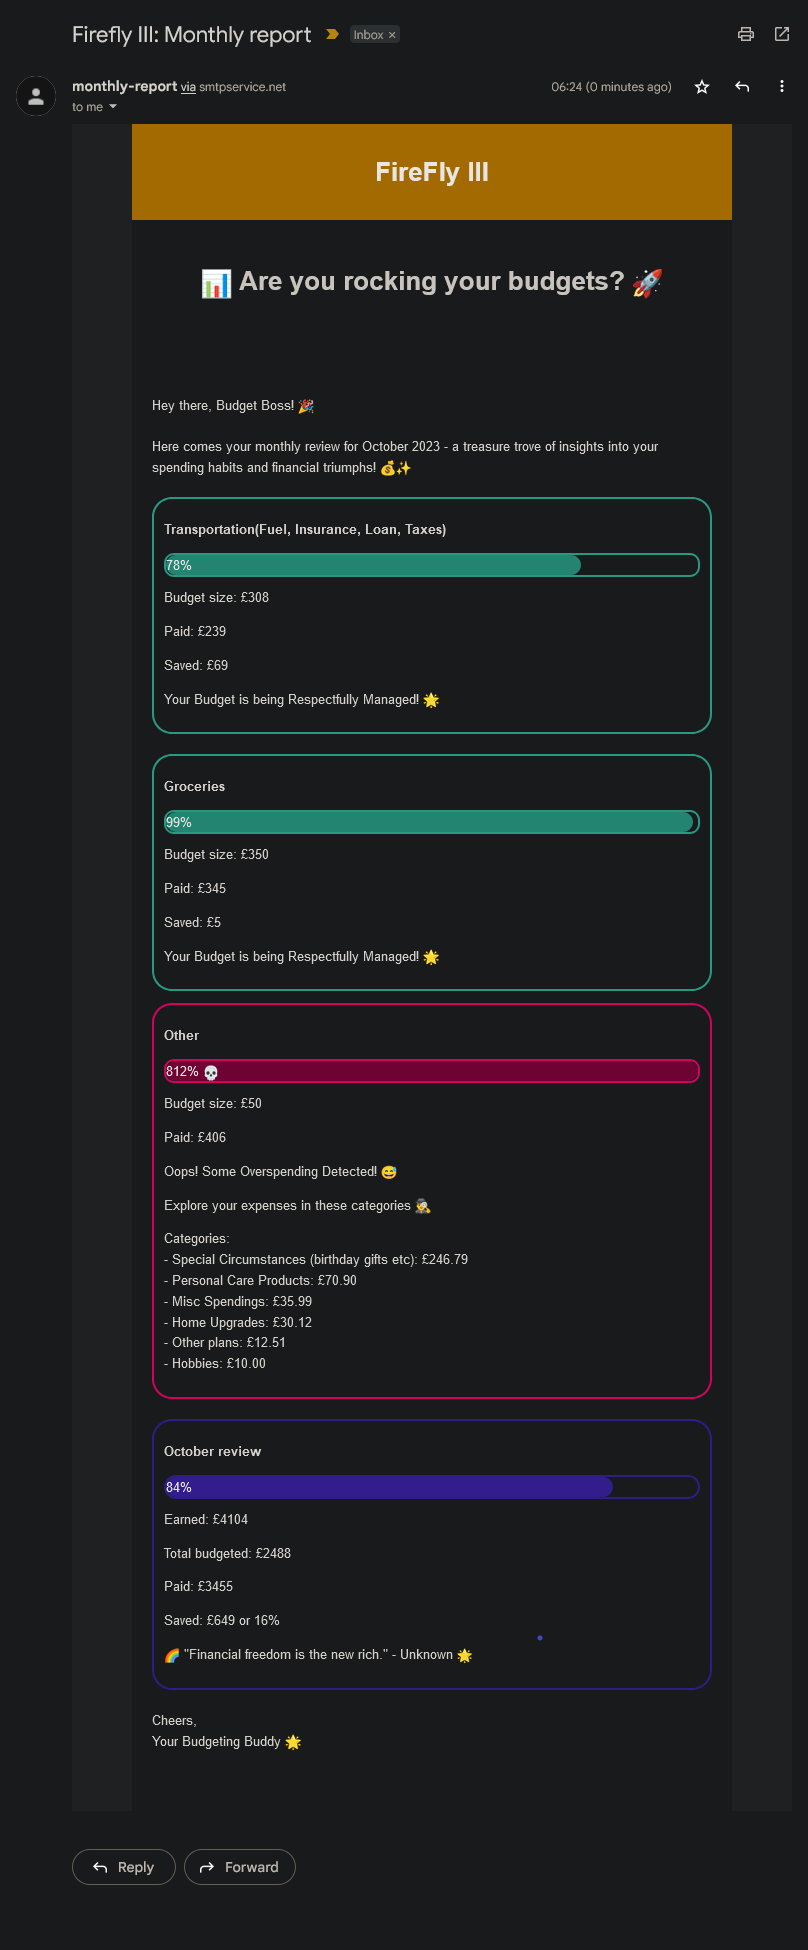 Firefly III: Monthly report
Inbox ×
monthly-report via smtpservice.net
06:24 (0 minutes ago)
to me
FireFly III
📊 Are you rocking your budgets? 🚀
Hey there, Budget Boss! 🎉
Here comes your monthly review for October 2023 - a treasure trove of insights into your
spending habits and financial triumphs! 💰✨
Transportation(Fuel, Insurance, Loan, Taxes)
78%
Budget size: £308
Paid: £239
Saved: £69
Your Budget is being Respectfully Managed! 🌟
Groceries
99%
Budget size: £350
Paid: £345
Saved: £5
Your Budget is being Respectfully Managed! 🌟
Other
812% 💀
Budget size: £50
Paid: £406
Oops! Some Overspending Detected! 😅
Explore your expenses in these categories 🕵️
Categories:
- Special Circumstances (birthday gifts etc): £246.79
- Personal Care Products: £70.90
- Misc Spendings: £35.99
- Home Upgrades: £30.12
- Other plans: £12.51
- Hobbies: £10.00
October review
84%
Earned: £4104
Total budgeted: £2488
Paid: £3455
Saved: £649 or 16%
🌈 "Financial freedom is the new rich." - Unknown 🌟
Cheers,
Your Budgeting Buddy 🌟
Reply
Forward